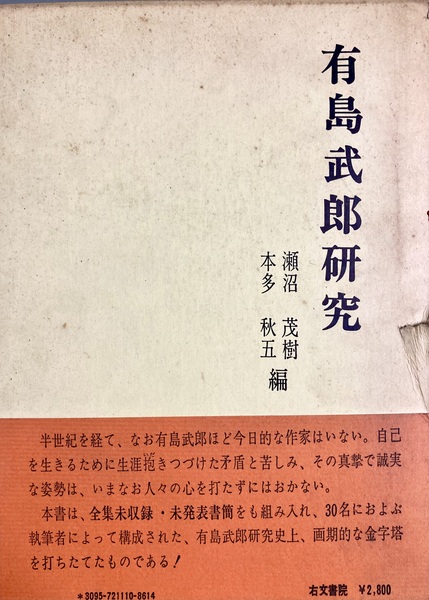 有島武郎研究
瀬沼 茂樹
本多 秋五 編
半世紀を経て、なお有島武郎ほど今日的な作家はいない。自己
を生きるために生涯抱きつづけた矛盾と苦しみ、その真摯で誠実
な姿勢は、いまなお人々の心を打たずにはおかない。
本書は、全集未収録・未発表書簡をも組み入れ、30名におよぶ
執筆者によって構成された、有島武郎研究史上、画期的な金字塔
を打ちたてたものである!
*3095-721110-8614
右文書院 ¥2,800